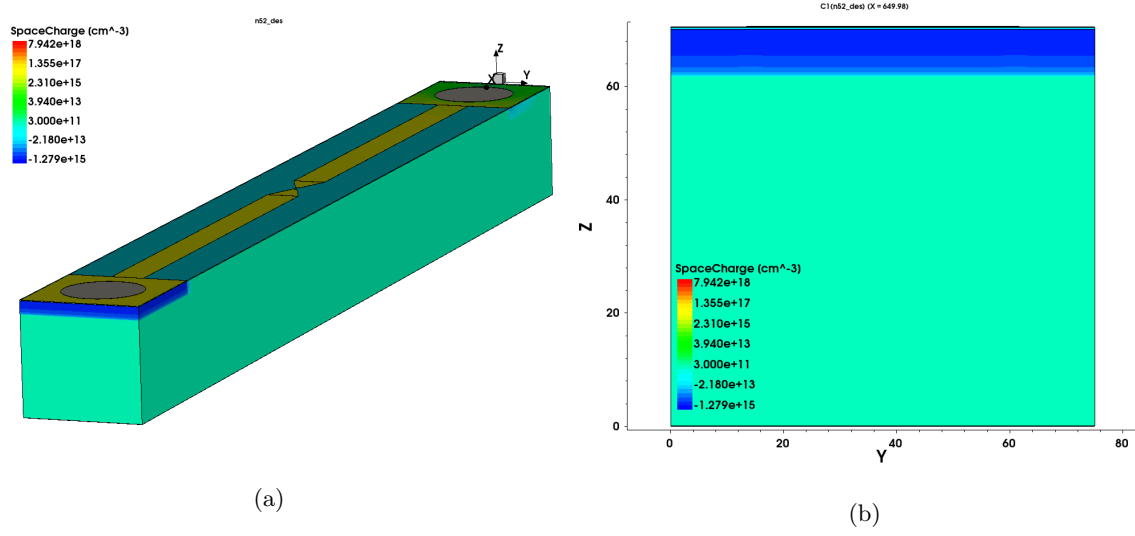 n52_des
SpaceCharge [cm^-3]
7.942e+18
1.355e+17
2.310e+15
3.940e+13
3.000e+11
-2.180e+13
-1.279e+15
Z
X
Y
(a)
C1(n52_des) (X = 649.98)
60
40
20
0
Z
SpaceCharge [cm^-3]
7.942e+18
1.355e+17
2.310e+15
3.940e+13
3.000e+11
-2.180e+13
-1.279e+15
0 20 40 60 80
Y
(b)